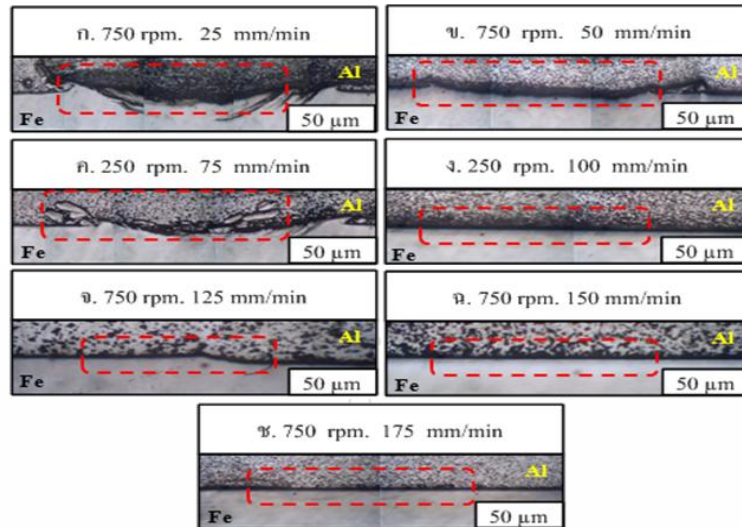 ก. 750 rpm. 25 mm/min
Al
Fe
50 μm
ข. 750 rpm. 50 mm/min
Al
Fe
50 μm
ค. 250 rpm. 75 mm/min
Al
Fe
50 μm
ง. 250 rpm. 100 mm/min
Al
Fe
50 μm
จ. 750 rpm. 125 mm/min
Al
Fe
50 μm
ฉ. 750 rpm. 150 mm/min
Al
Fe
50 μm
ช. 750 rpm. 175 mm/min
Al
Fe
50 μm